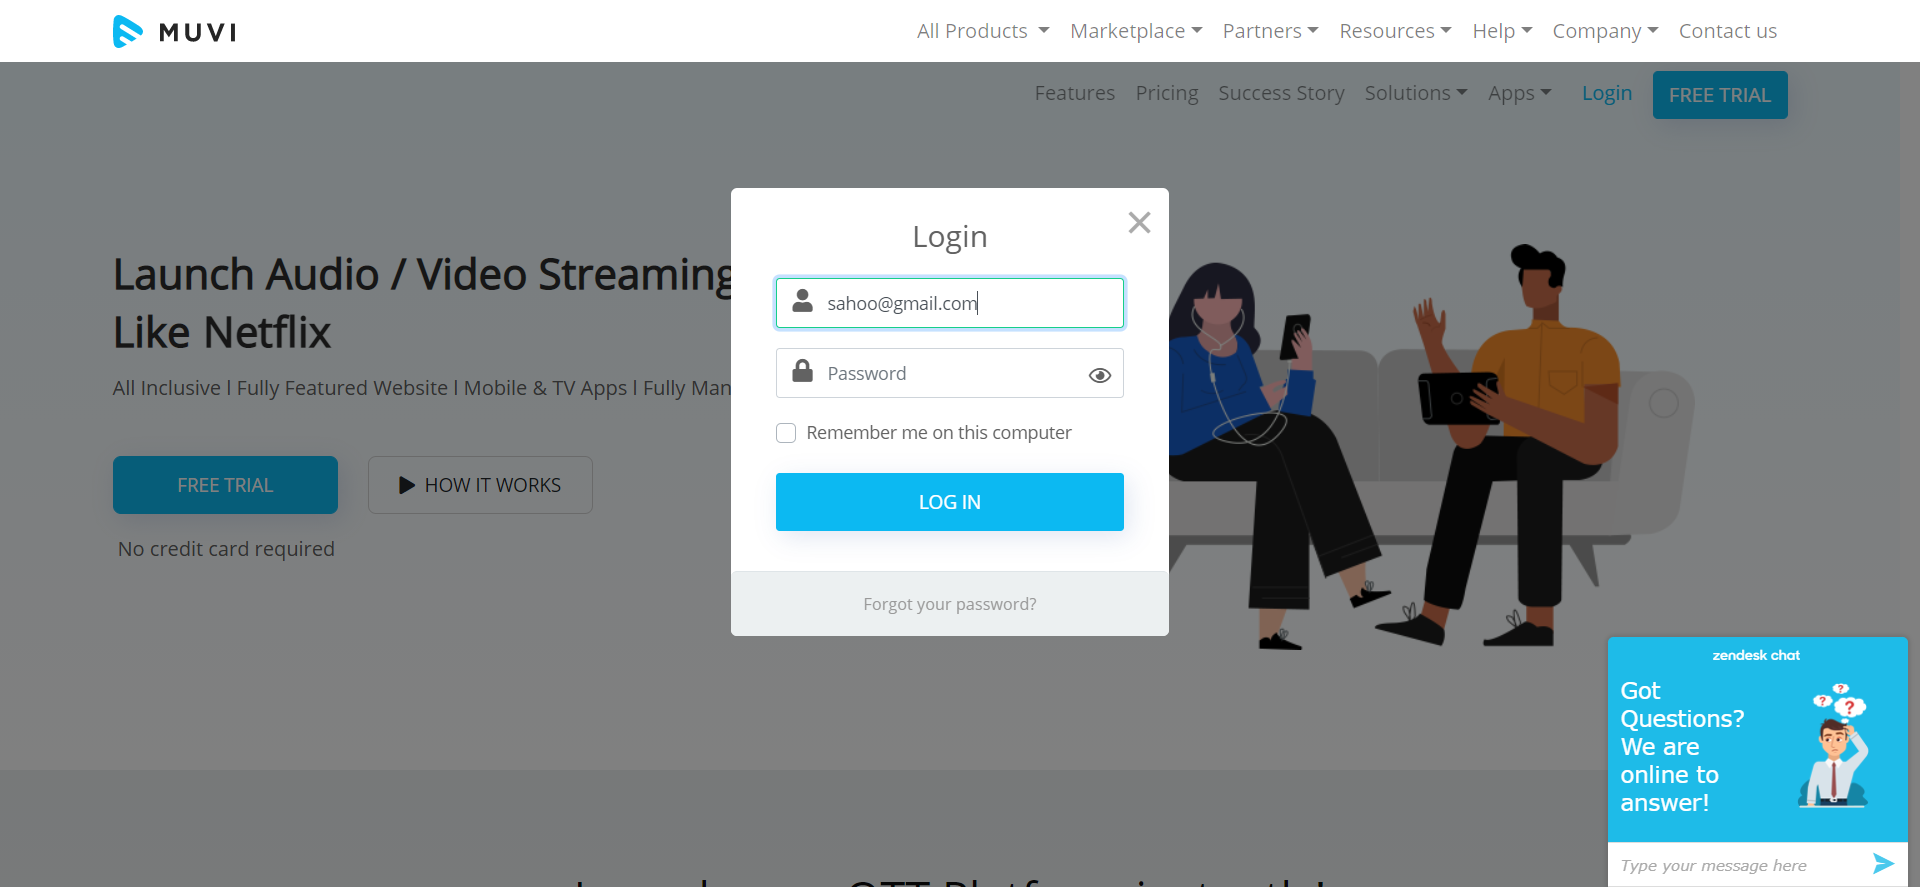 MUVI
All Products Marketplace Partners Resources Help Company Contact us
Features Pricing Success Story Solutions Apps Login FREE TRIAL
Launch Audio / Video Streaming
Like Netflix
All Inclusive l Fully Featured Website l Mobile & TV Apps l Fully Man
FREE TRIAL HOW IT WORKS
No credit card required
Login
sahoo@gmail.com
Password
Remember me on this computer
LOG IN
Forgot your password?
zendesk chat
Got
Questions?
We are
online to
answer!
Type your message here